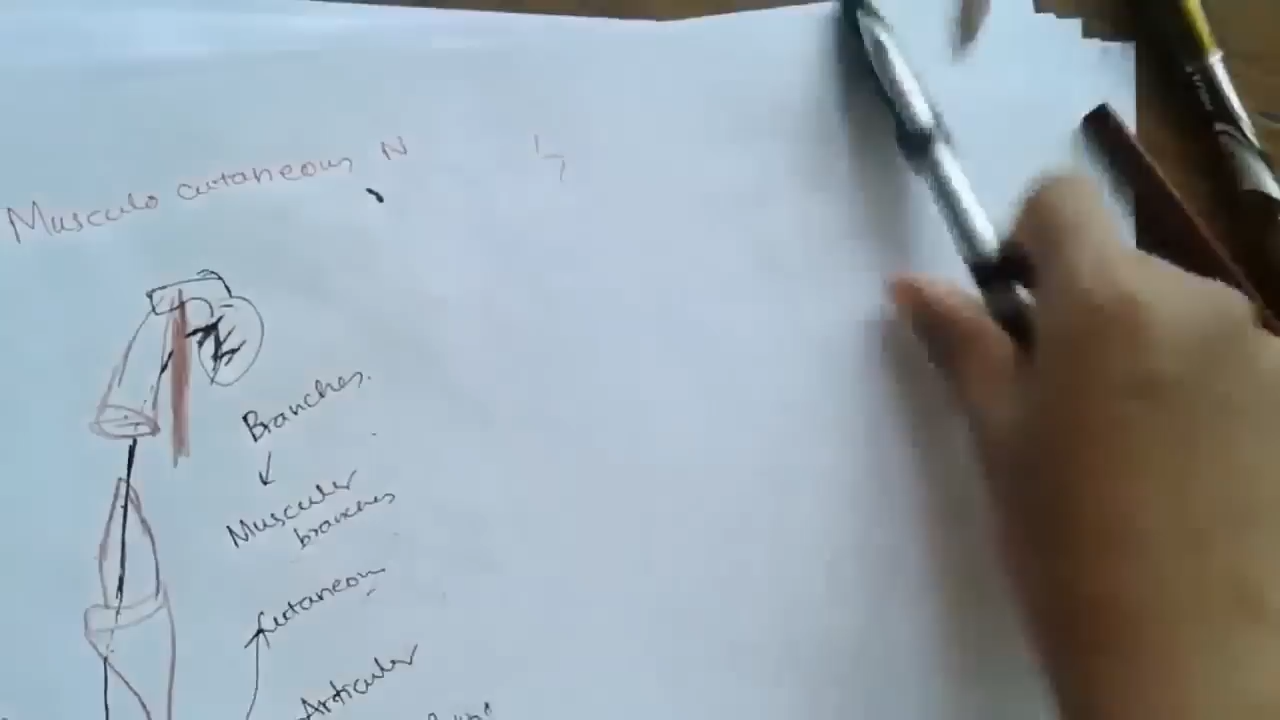 Musculo cutaneous N
Branches.
Muscular
branches
Cutaneous
Articular